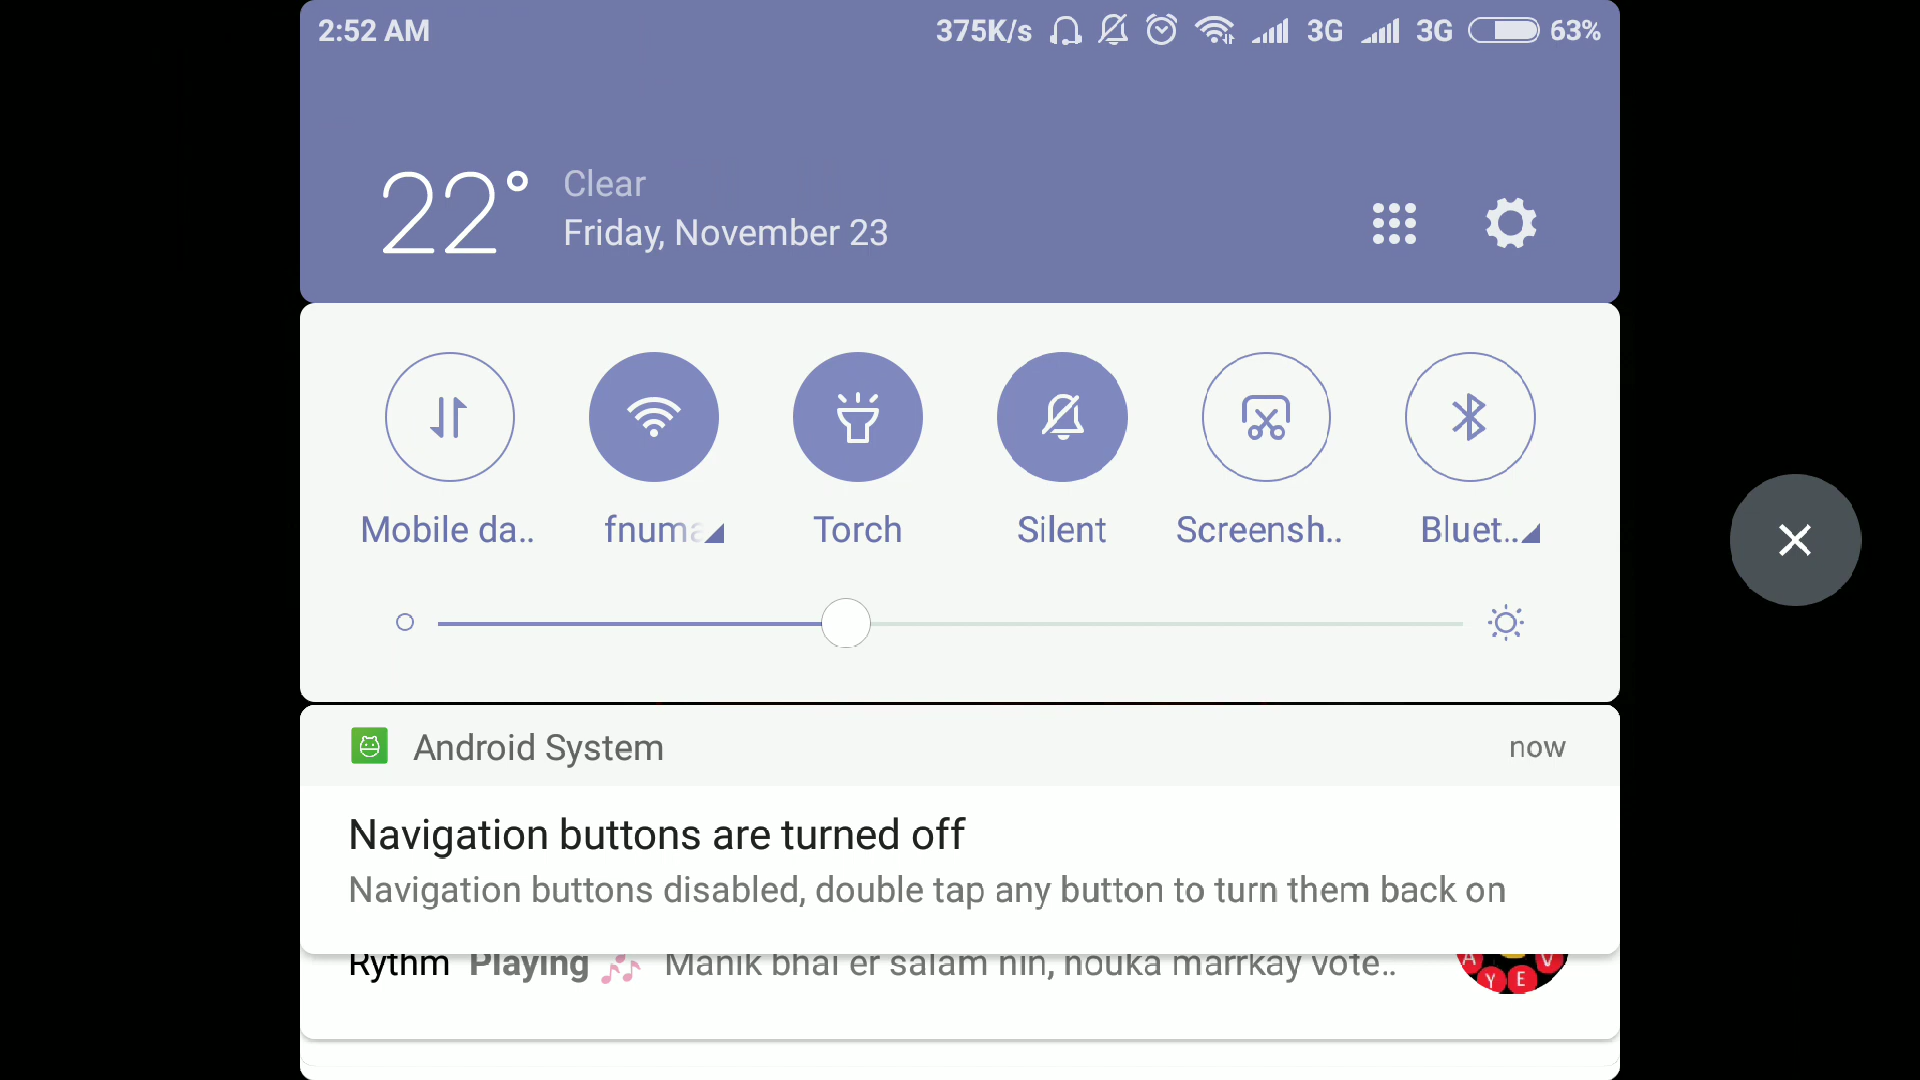 2:52 AM 375K/s 3G 3G 63%
22° Clear
Friday, November 23
Mobile da.. Torch Silent Screensh.. Bluet..
Android System now
Navigation buttons are turned off
Navigation buttons disabled, double tap any button to turn them back on
Rythm Playing 🎶 Manik bhai er salam nin, nouka marrkay vote..
A Y E V